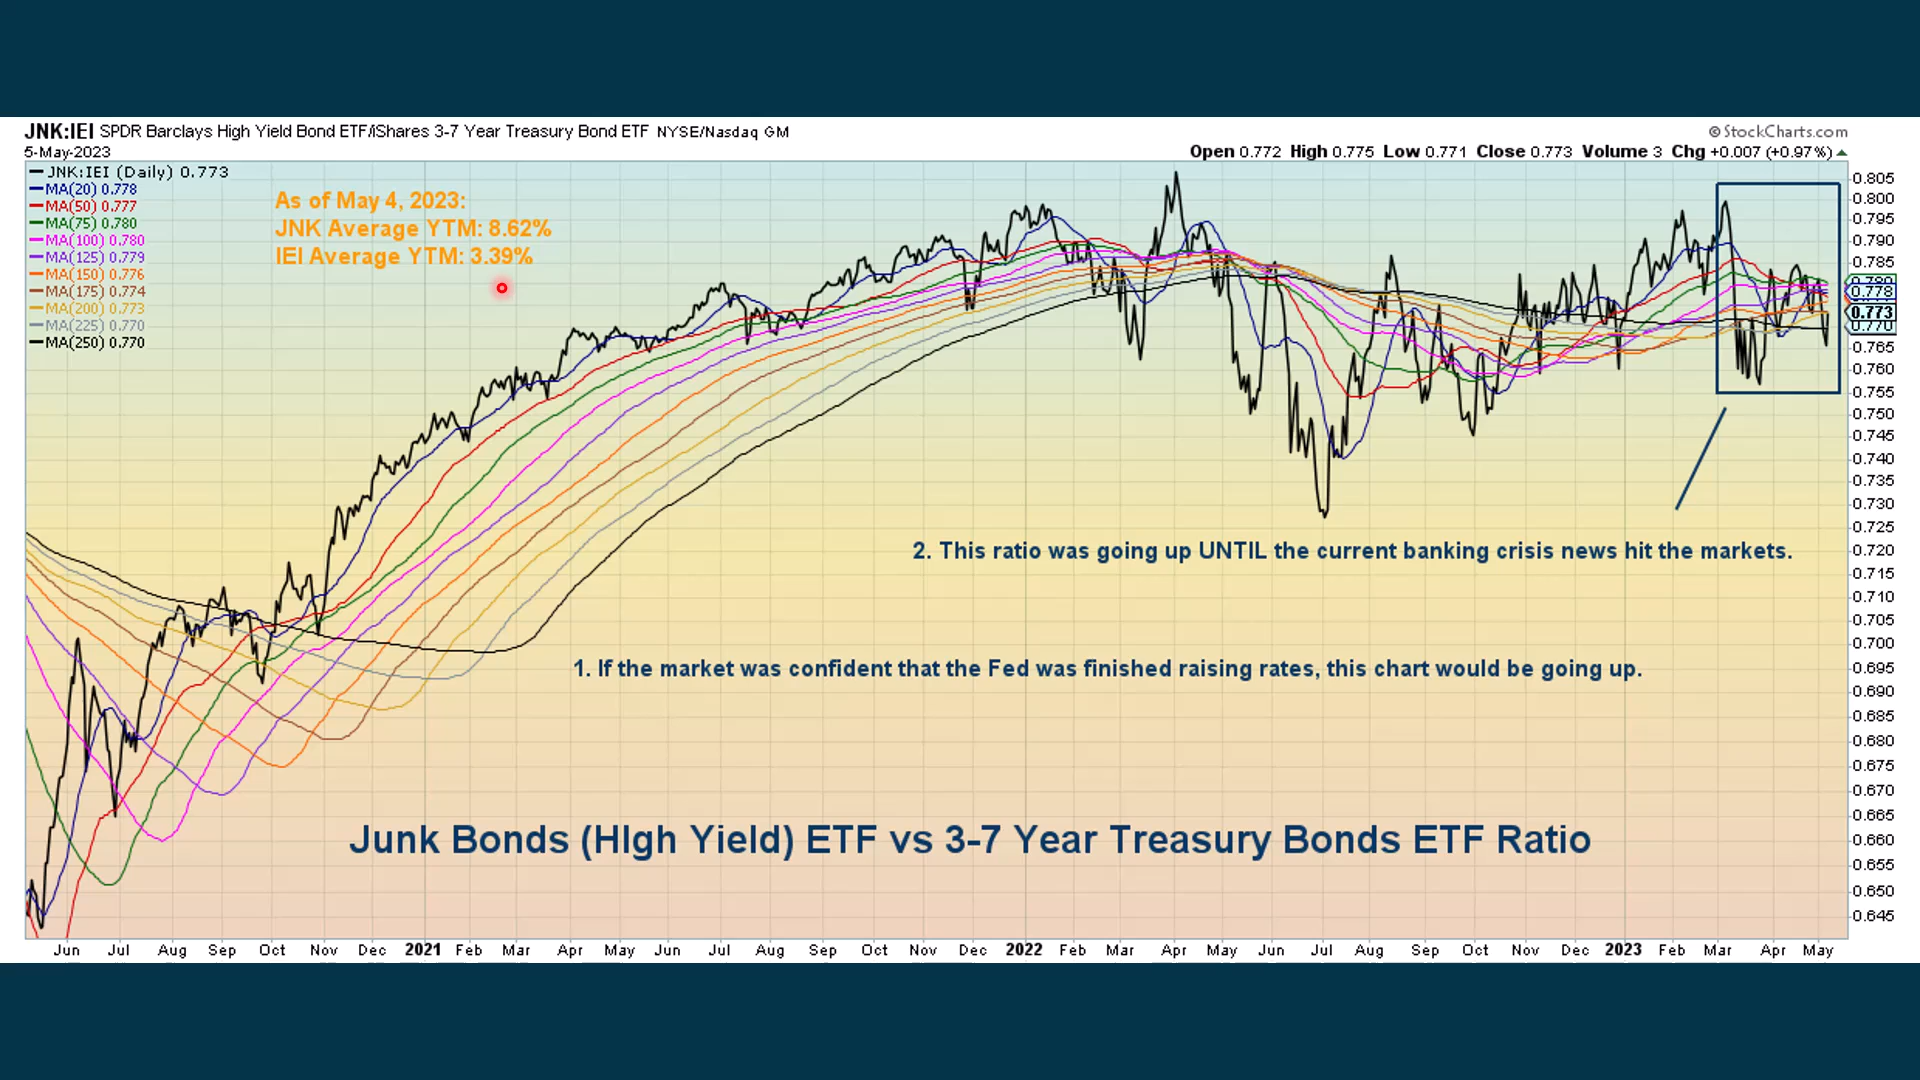 JNK:IEI SPDR Barclays High Yield Bond ETF/iShares 3-7 Year Treasury Bond ETF NYSE/Nasdaq GM
© StockCharts.com
5-May-2023
Open 0.772 High 0.775 Low 0.771 Close 0.773 Volume 3 Chg +0.007 (+0.97%)
JNK:IEI (Daily) 0.773
MA(20) 0.778
MA(50) 0.777
MA(75) 0.780
MA(100) 0.780
MA(125) 0.779
MA(150) 0.776
MA(175) 0.774
MA(200) 0.773
MA(225) 0.770
MA(250) 0.770
As of May 4, 2023:
JNK Average YTM: 8.62%
IEI Average YTM: 3.39%
0.805
0.800
0.795
0.790
0.785
0.780
0.778
0.773
0.770
0.765
0.760
0.755
0.750
0.745
0.740
0.735
0.730
0.725
0.720
0.715
0.710
0.705
0.700
0.695
0.690
0.685
0.680
0.675
0.670
0.665
0.660
0.655
0.650
0.645
2. This ratio was going up UNTIL the current banking crisis news hit the markets.
1. If the market was confident that the Fed was finished raising rates, this chart would be going up.
Junk Bonds (HIgh Yield) ETF vs 3-7 Year Treasury Bonds ETF Ratio
Jun Jul Aug Sep Oct Nov Dec 2021 Feb Mar Apr May Jun Jul Aug Sep Oct Nov Dec 2022 Feb Mar Apr May Jun Jul Aug Sep Oct Nov Dec 2023 Feb Mar Apr May